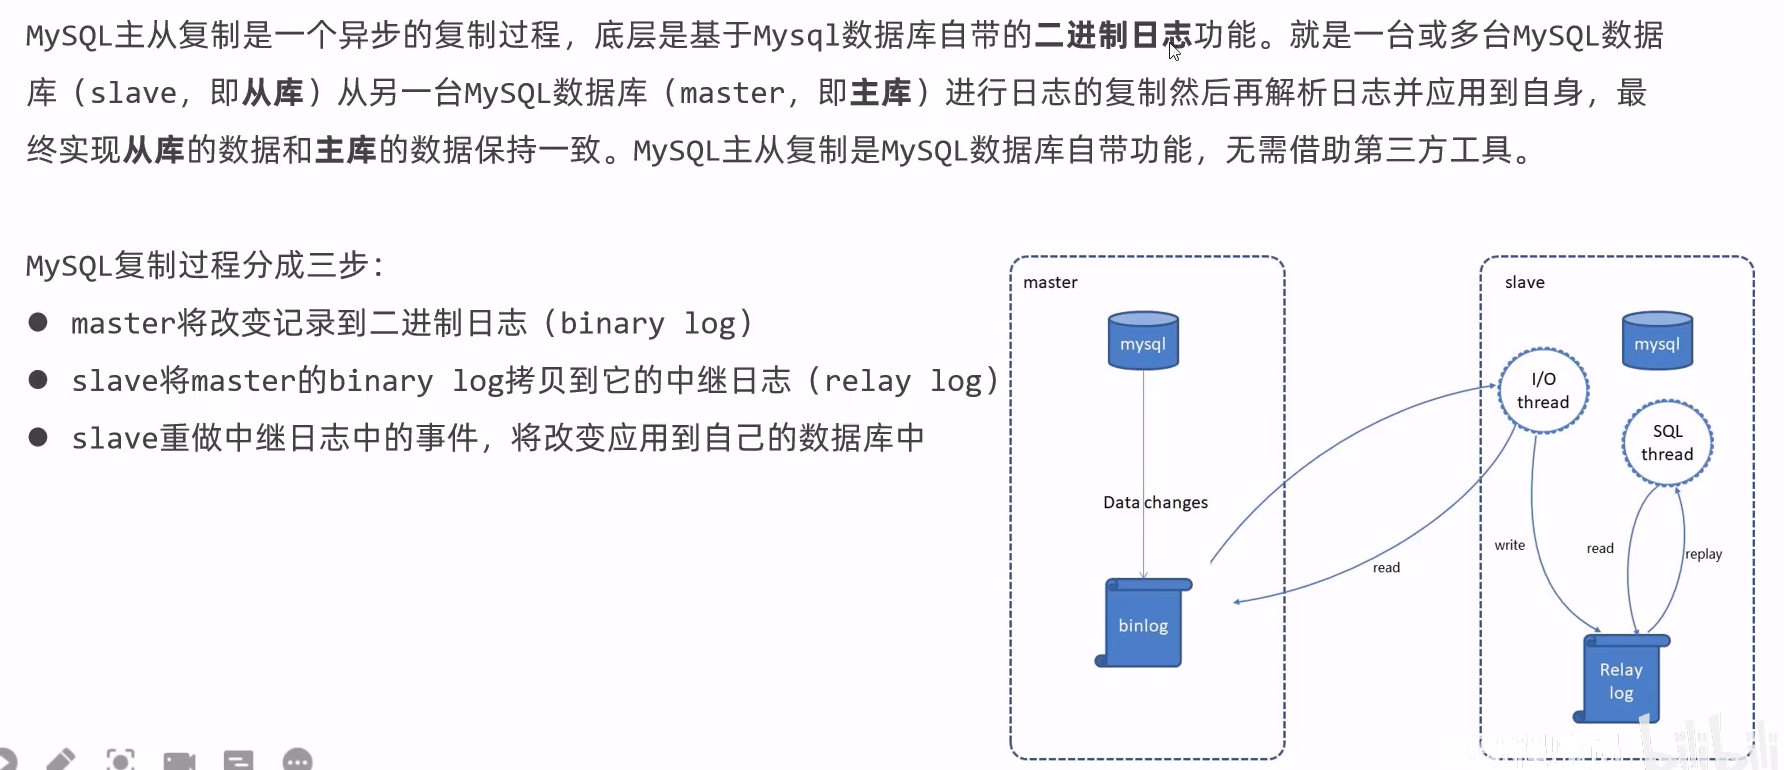 MySQL主从复制是一个异步的复制过程，底层是基于Mysql数据库自带的二进制日志功能。就是一台或多台MySQL数据
库（slave，即从库）从另一台MySQL数据库（master，即主库）进行日志的复制然后再解析日志并应用到自身，最
终实现从库的数据和主库的数据保持一致。MySQL主从复制是MySQL数据库自带功能，无需借助第三方工具。
MySQL复制过程分成三步：
● master将改变记录到二进制日志（binary log）
● slave将master的binary log拷贝到它的中继日志（relay log）
● slave重做中继日志中的事件，将改变应用到自己的数据库中
master
mysql
Data changes
binlog
read
slave
mysql
I/O
thread
SQL
thread
write
read
replay
Relay
log
bilibili